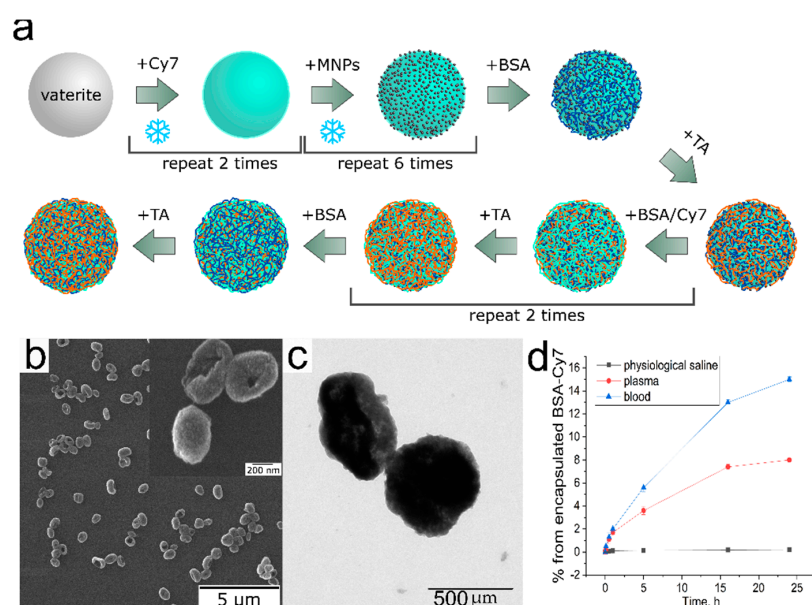 a
+Cy7
+MNPs
+BSA
vaterite
repeat 2 times
repeat 6 times
+TA
+TA
+BSA
+TA
+BSA/Cy7
repeat 2 times
b
200 nm
5 µm
c
500 µm
d
physiological saline
plasma
blood
% from encapsulated BSA-Cy7
16
14
12
10
8
6
4
2
0
-2
0
5
10
15
20
25
Time, h